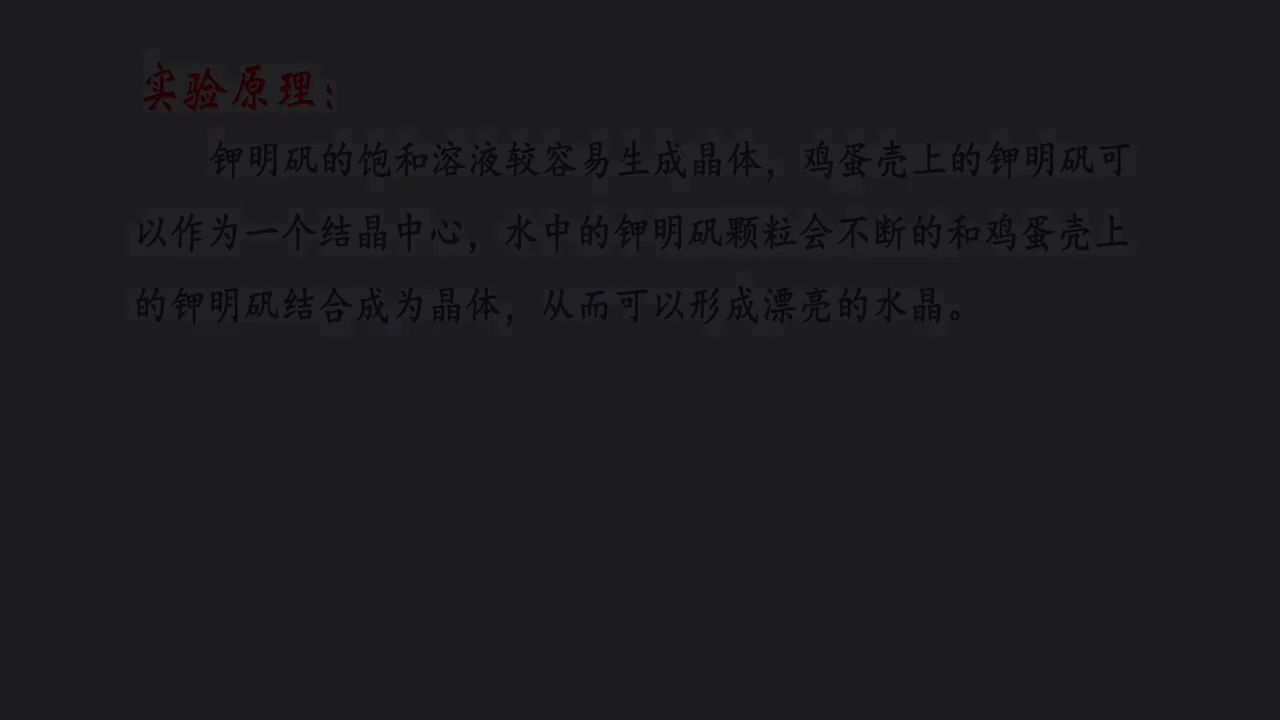 实验原理：
钾明矾的饱和溶液较容易生成晶体，鸡蛋壳上的钾明矾可
以作为一个结晶中心，水中的钾明矾颗粒会不断的和鸡蛋壳上
的钾明矾结合成为晶体，从而可以形成漂亮的水晶。